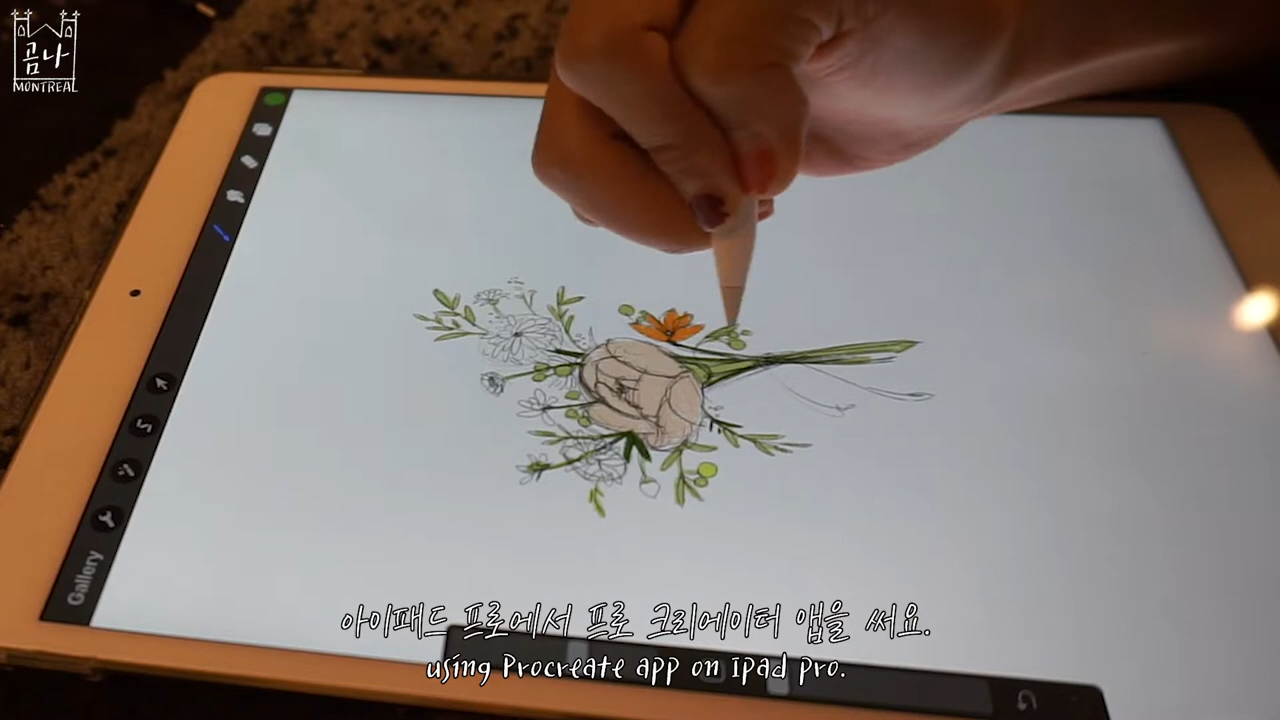 곰나
MONTREAL
Gallery
아이패드 프로에서 프로 크리에이터 앱을 써요.
using Procreate app on Ipad pro.